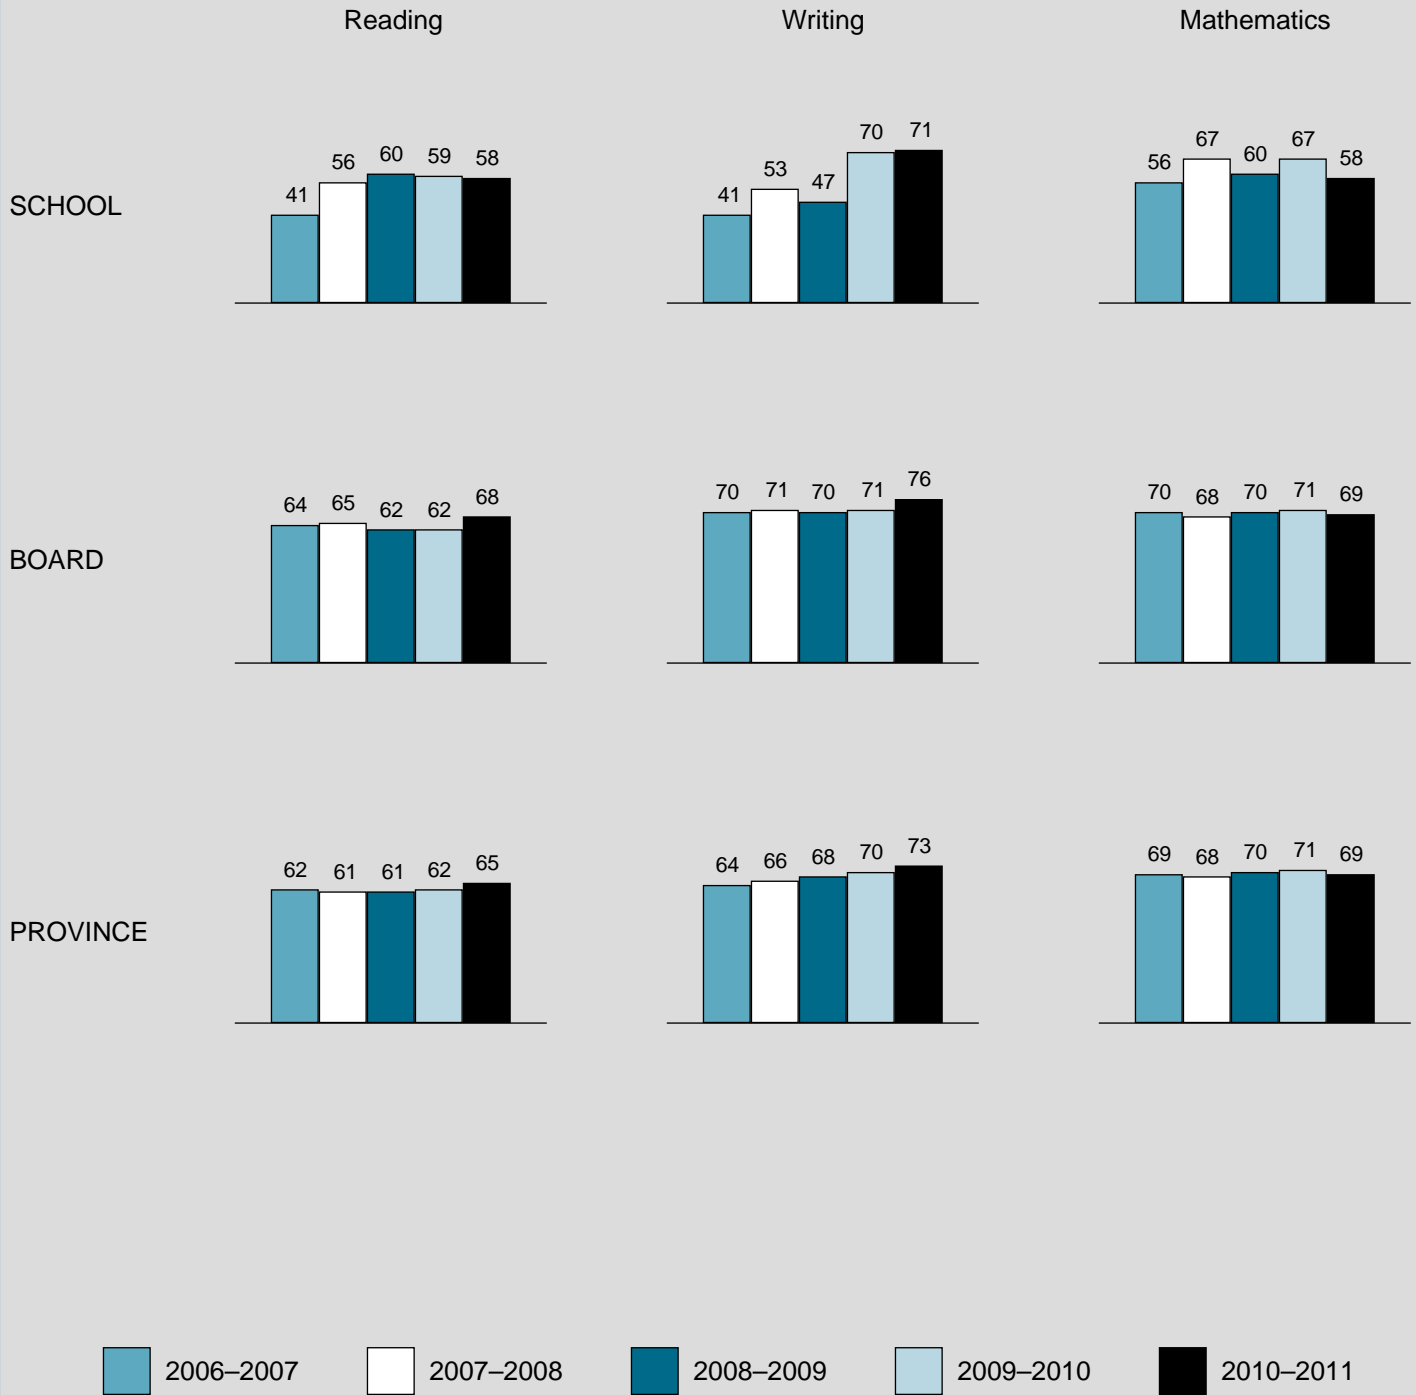 Reading Writing Mathematics
SCHOOL
41 56 60 59 58
41 53 47 70 71
56 67 60 67 58
BOARD
64 65 62 62 68
70 71 70 71 76
70 68 70 71 69
PROVINCE
62 61 61 62 65
64 66 68 70 73
69 68 70 71 69
2006–2007 2007–2008 2008–2009 2009–2010 2010–2011